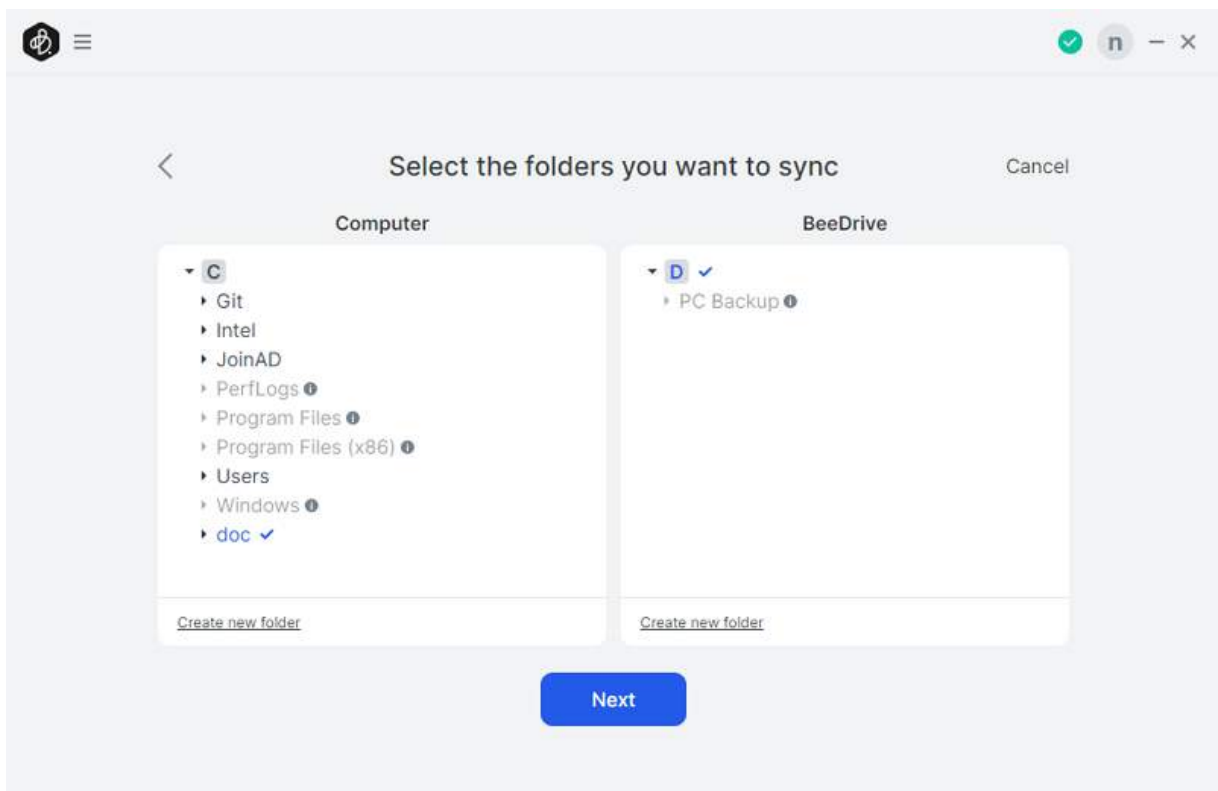 n
Select the folders you want to sync
Cancel
Computer
C
Git
Intel
JoinAD
PerfLogs
Program Files
Program Files (x86)
Users
Windows
doc
Create new folder
BeeDrive
D
PC Backup
Create new folder
Next